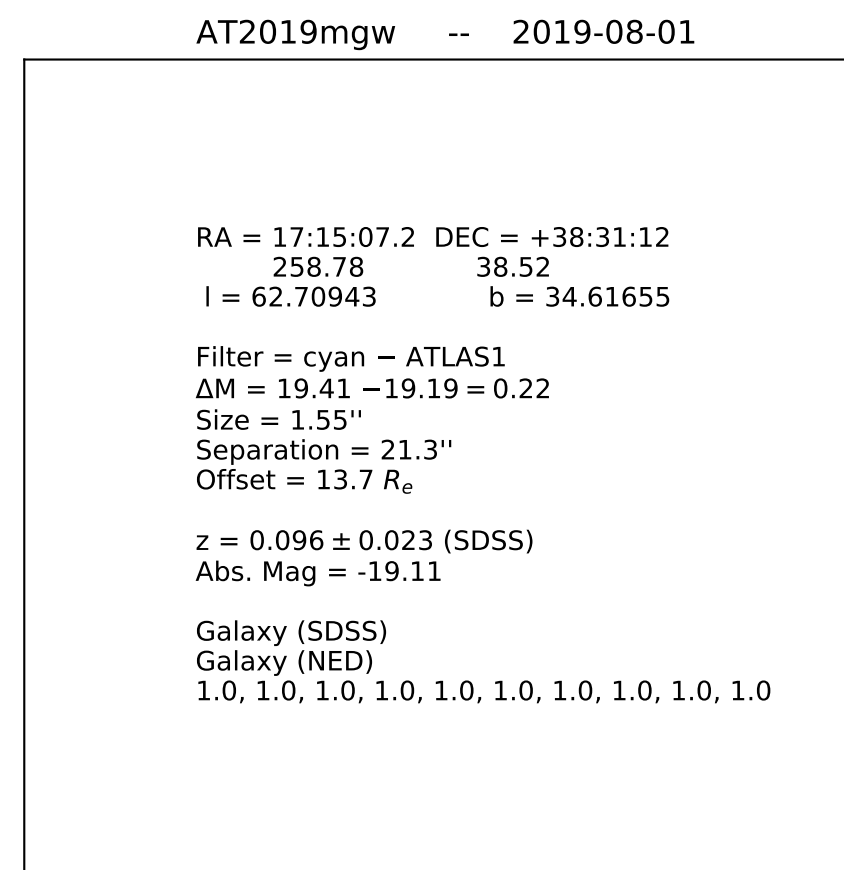 AT2019mgw -- 2019-08-01
RA = 17:15:07.2 DEC = +38:31:12
258.78 38.52
l = 62.70943 b = 34.61655
Filter = cyan − ATLAS1
ΔM = 19.41 −19.19 = 0.22
Size = 1.55''
Separation = 21.3''
Offset = 13.7 Rₑ
z = 0.096 ± 0.023 (SDSS)
Abs. Mag = -19.11
Galaxy (SDSS)
Galaxy (NED)
1.0, 1.0, 1.0, 1.0, 1.0, 1.0, 1.0, 1.0, 1.0, 1.0